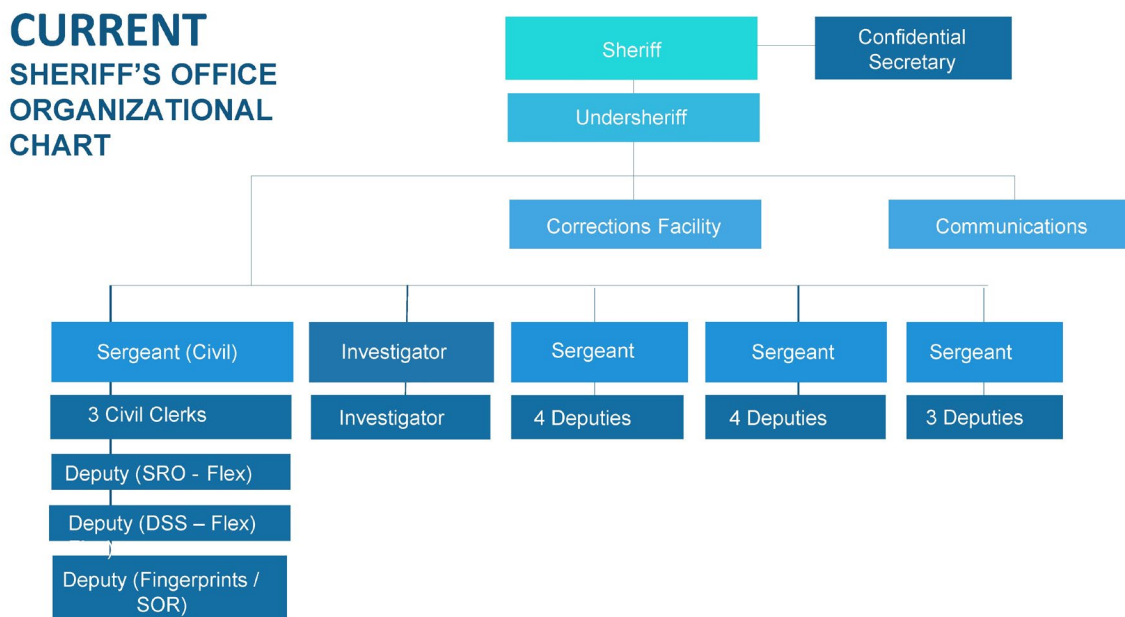 CURRENT
SHERIFF'S OFFICE
ORGANIZATIONAL
CHART
Sheriff
Confidential
Secretary
Undersheriff
Corrections Facility
Communications
Sergeant (Civil)
Investigator
Sergeant
Sergeant
Sergeant
3 Civil Clerks
Investigator
4 Deputies
4 Deputies
3 Deputies
Deputy (SRO - Flex)
Deputy (DSS – Flex)
Deputy (Fingerprints /
SOR)